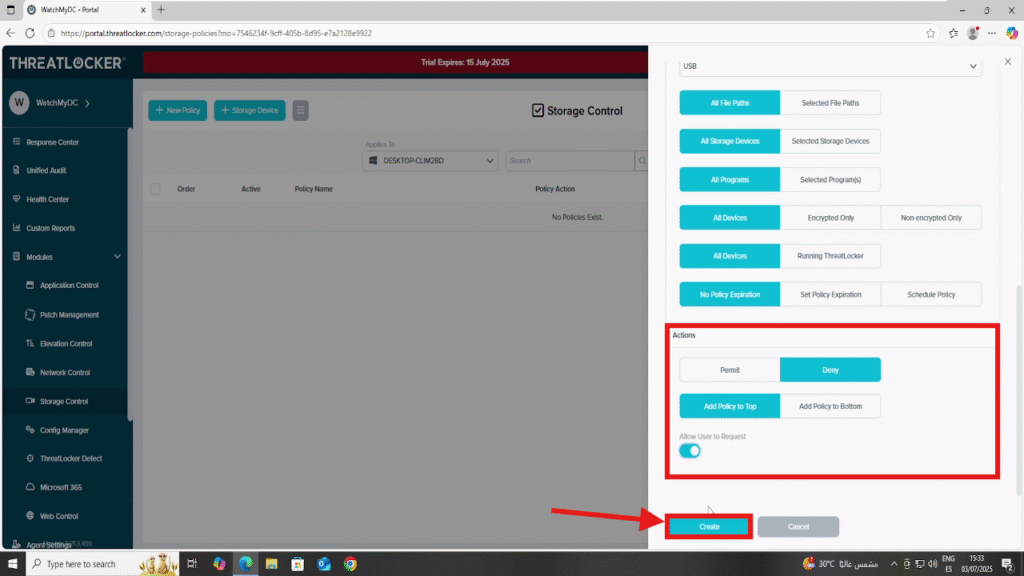 WatchMyDC - Portal
https://portal.threatlocker.com/storage-policies?mo=7546234f-9cff-405b-8d95-e7a2128e9922
THREATLOCKER
Trial Expires: 15 July 2025
W WatchMyDC
Response Center
Unified Audit
Health Center
Custom Reports
Modules
Application Control
Patch Management
Elevation Control
Network Control
Storage Control
Config Manager
ThreatLocker Detect
Microsoft 365
Web Control
Agent Settings
+ New Policy + Storage Device
Storage Control
Applies To
DESKTOP-CLIM2BD Search
Order Active Policy Name Policy Action
No Policies Exist.
USB
All File Paths Selected File Paths
All Storage Devices Selected Storage Devices
All Programs Selected Program(s)
All Devices Encrypted Only Non-encrypted Only
All Devices Running ThreatLocker
No Policy Expiration Set Policy Expiration Schedule Policy
Actions
Permit Deny
Add Policy to Top Add Policy to Bottom
Allow User to Request
Create Cancel
Type here to search
30°C مشمس غالبًا
ENG
ES
15:33
03/07/2025
2